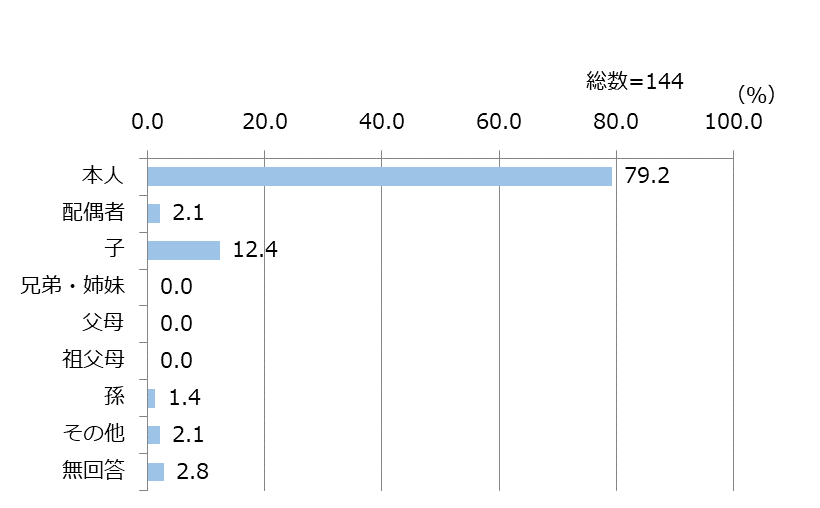 総数=144
(%)
0.0 20.0 40.0 60.0 80.0 100.0
本人 79.2
配偶者 2.1
子 12.4
兄弟・姉妹 0.0
父母 0.0
祖父母 0.0
孫 1.4
その他 2.1
無回答 2.8